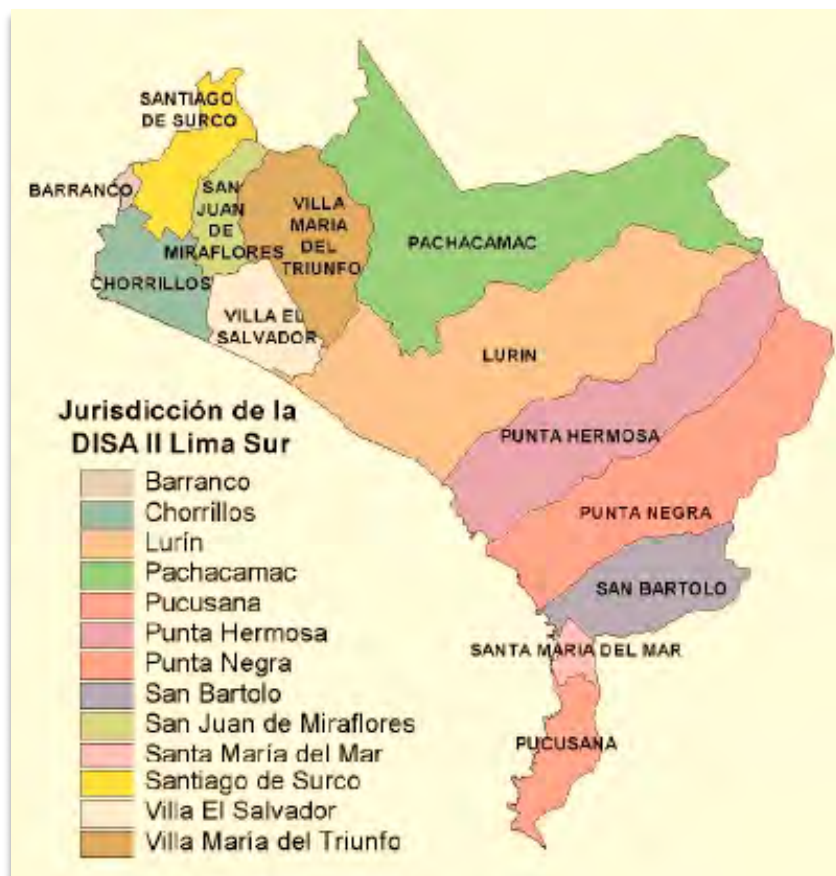 SANTIAGO
DE SURCO
BARRANCO
SAN
JUAN
DE
MIRAFLORES
VILLA
MARIA
DEL
TRIUNFO
PACHACAMAC
CHORRILLOS
VILLA EL
SALVADOR
LURIN
PUNTA HERMOSA
PUNTA NEGRA
SAN BARTOLO
SANTA MARIA DEL MAR
PUCUSANA
Jurisdicción de la
DISA II Lima Sur
Barranco
Chorrillos
Lurín
Pachacamac
Pucusana
Punta Hermosa
Punta Negra
San Bartolo
San Juan de Miraflores
Santa María del Mar
Santiago de Surco
Villa El Salvador
Villa María del Triunfo